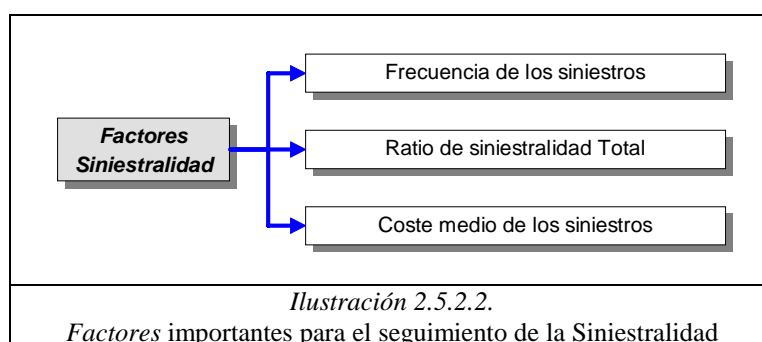 Frecuencia de los siniestros
Factores
Siniestralidad
Ratio de siniestralidad Total
Coste medio de los siniestros
Ilustración 2.5.2.2.
Factores importantes para el seguimiento de la Siniestralidad